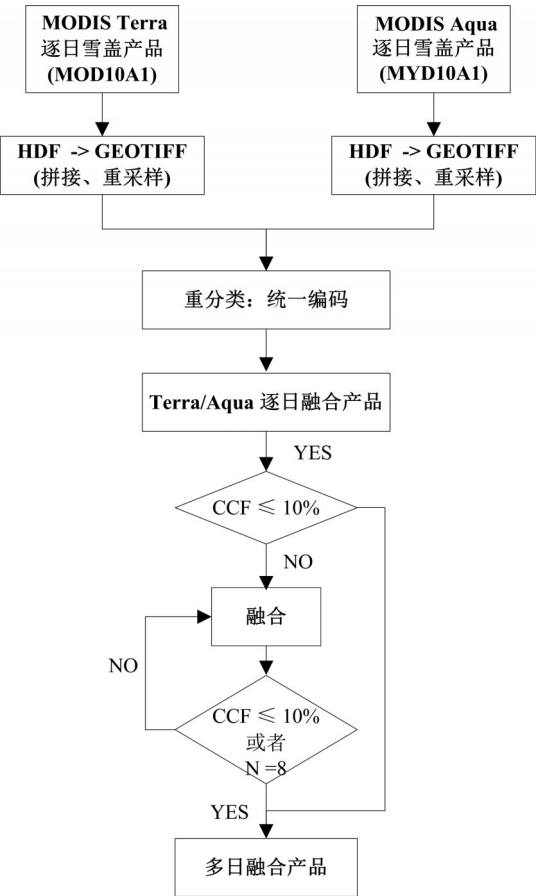 MODIS Terra
逐日雪盖产品
(MOD10A1)
MODIS Aqua
逐日雪盖产品
(MYD10A1)
HDF -> GEOTIFF
(拼接、重采样)
HDF -> GEOTIFF
(拼接、重采样)
重分类：统一编码
Terra/Aqua 逐日融合产品
YES
CCF ≤ 10%
NO
融合
NO
CCF ≤ 10%
或者
N =8
YES
多日融合产品